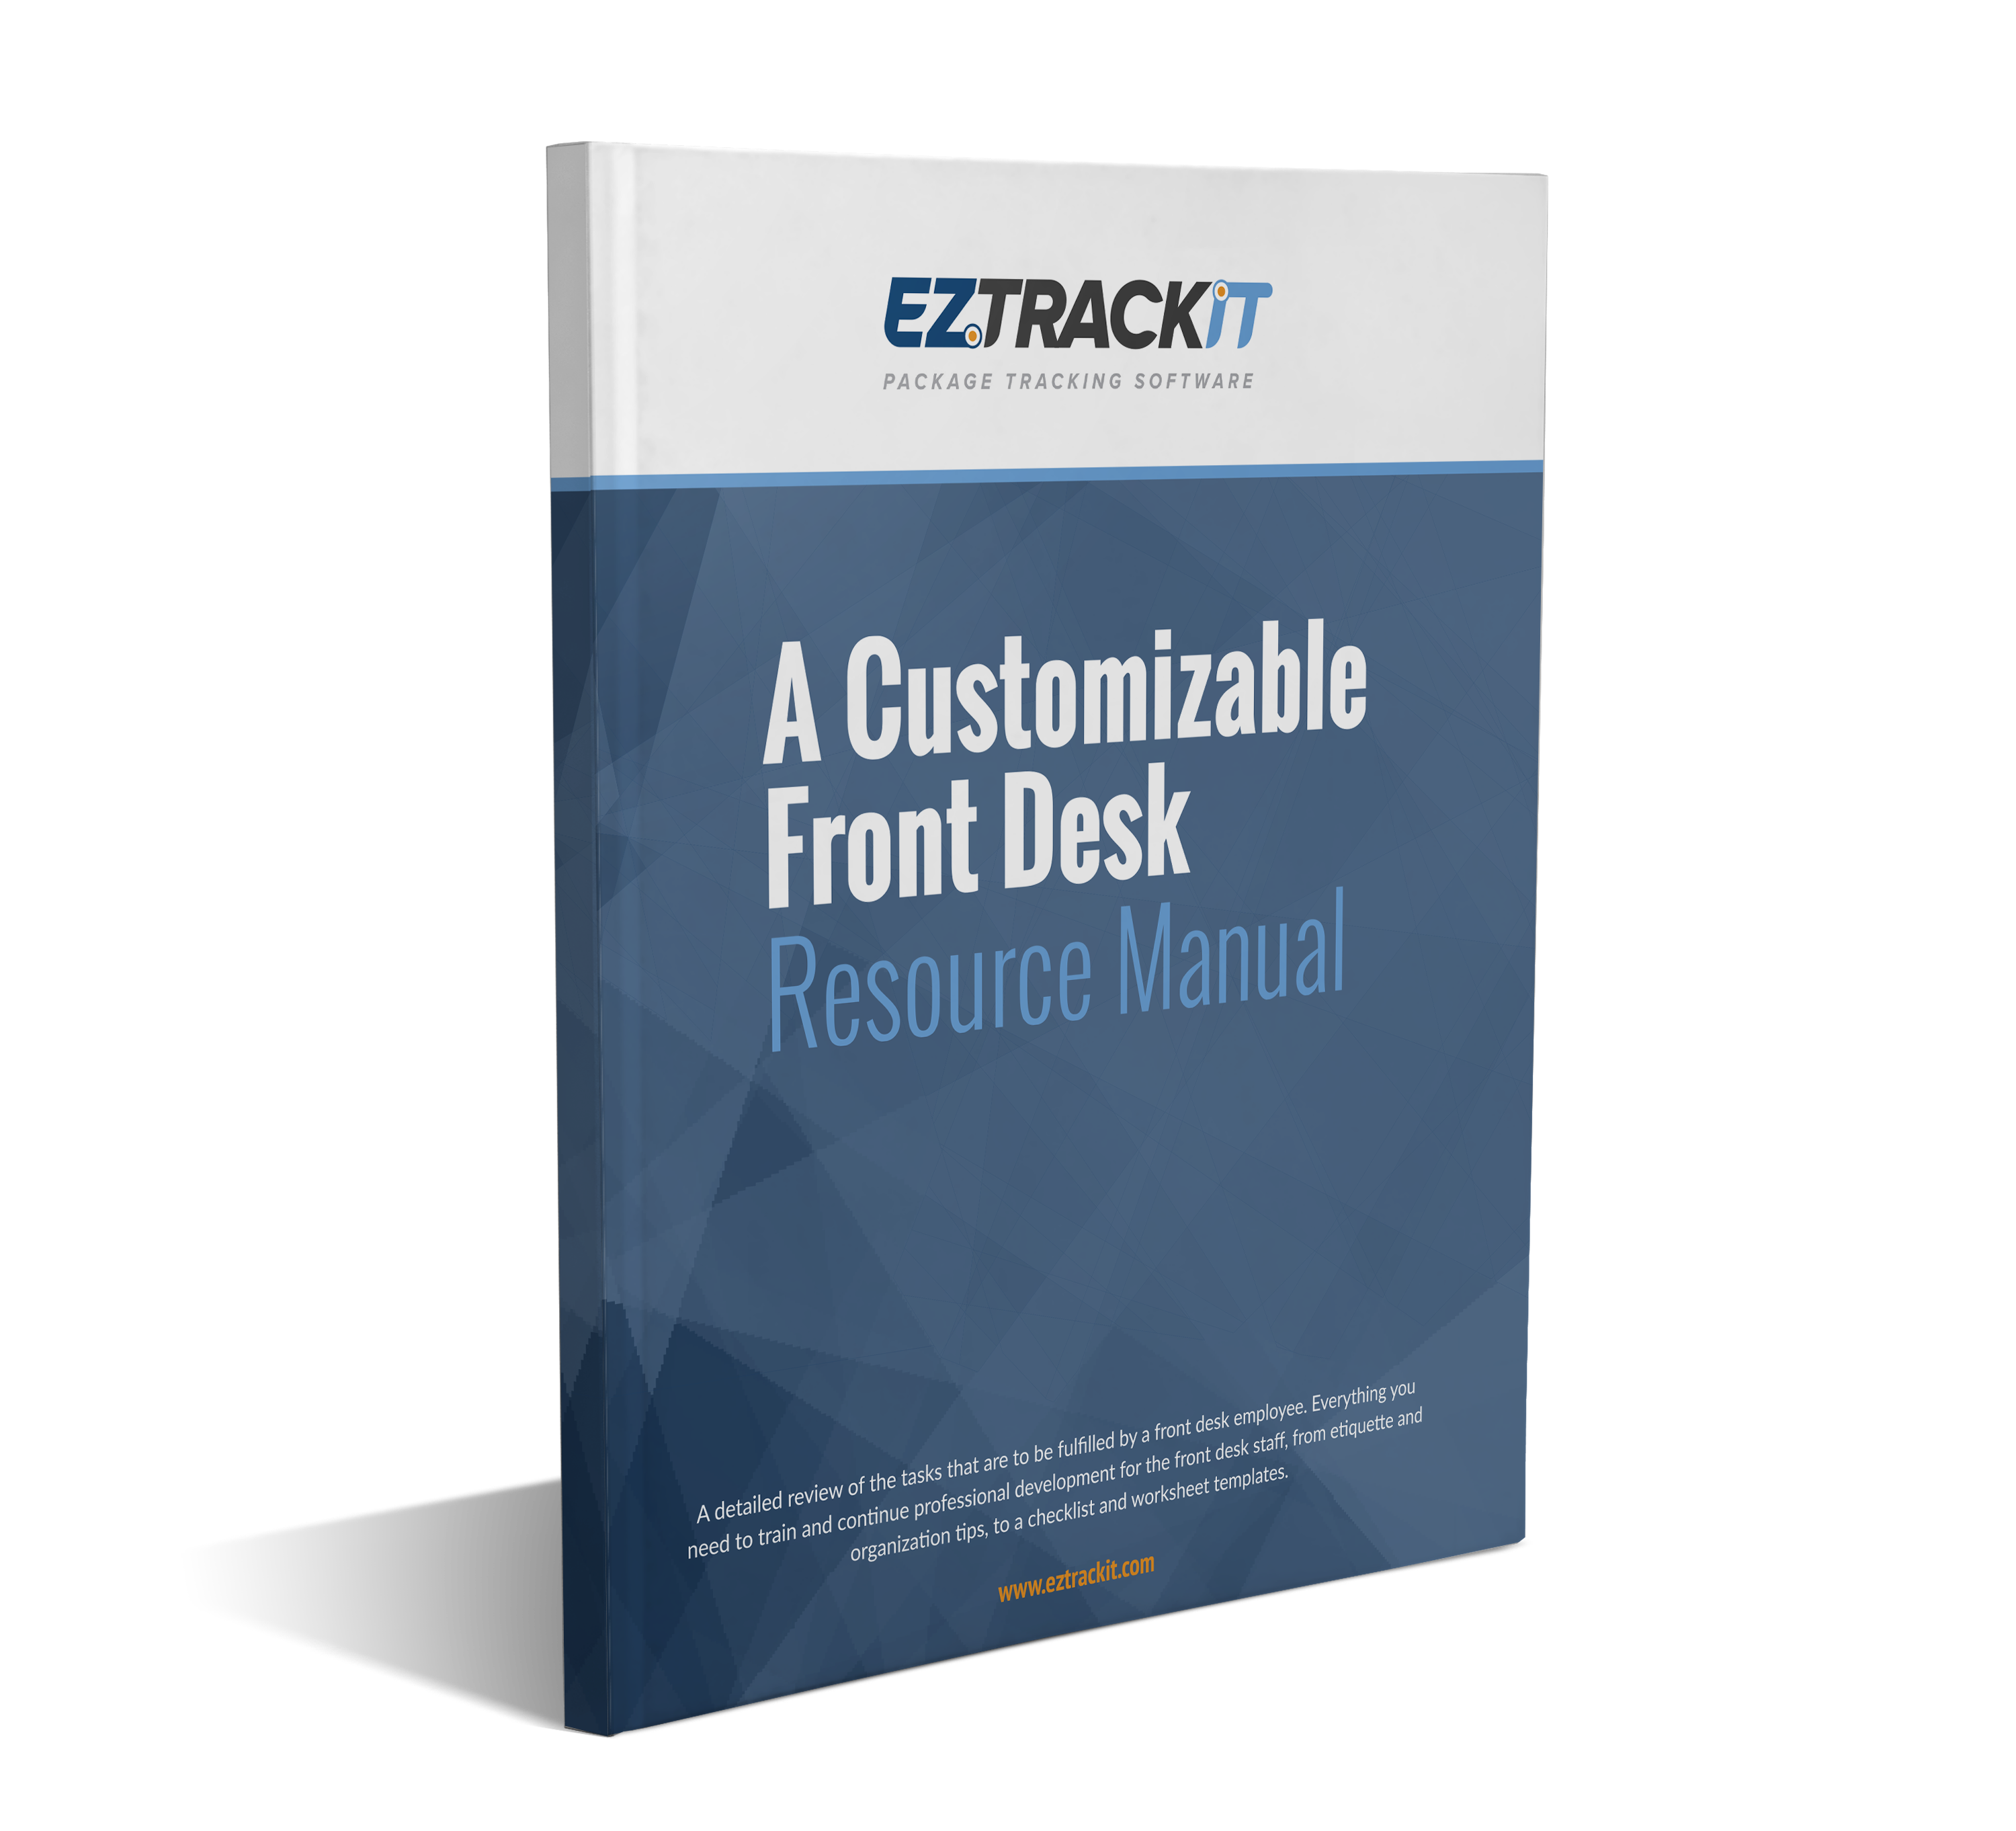 EZTRACKiT
PACKAGE TRACKING SOFTWARE
A Customizable
Front Desk
Resource Manual
A detailed review of the tasks that are to be fulfilled by a front desk employee. Everything you
need to train and continue professional development for the front desk staff, from etiquette and
organization tips, to a checklist and worksheet templates.
www.eztrackit.com